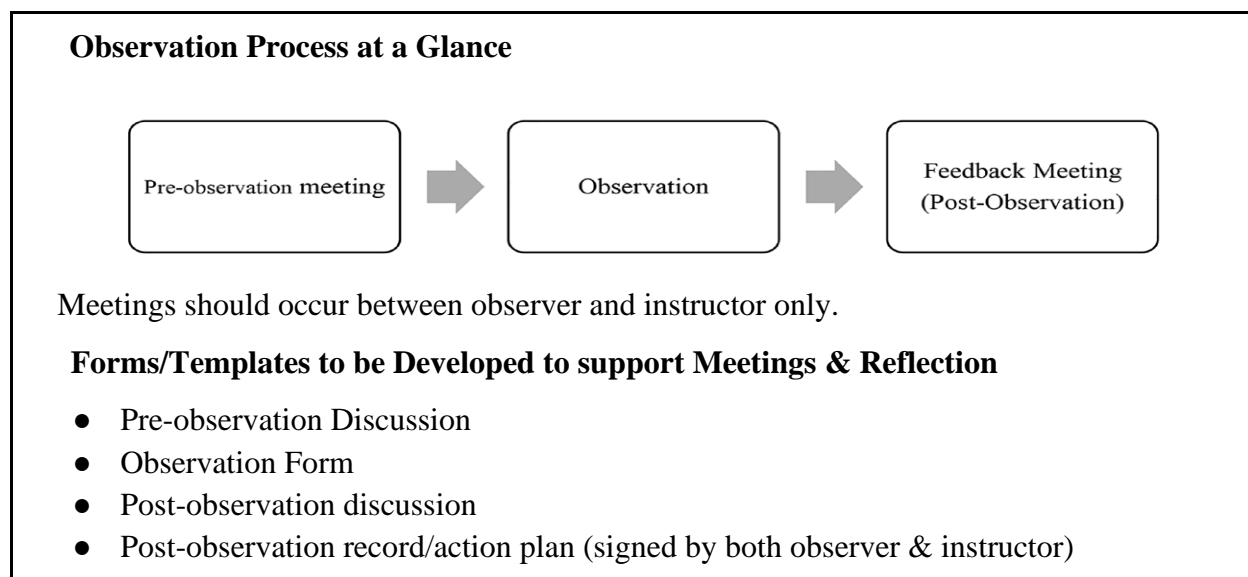 Observation Process at a Glance
Pre-observation meeting
Observation
Feedback Meeting
(Post-Observation)
Meetings should occur between observer and instructor only.
Forms/Templates to be Developed to support Meetings & Reflection
● Pre-observation Discussion
● Observation Form
● Post-observation discussion
● Post-observation record/action plan (signed by both observer & instructor)